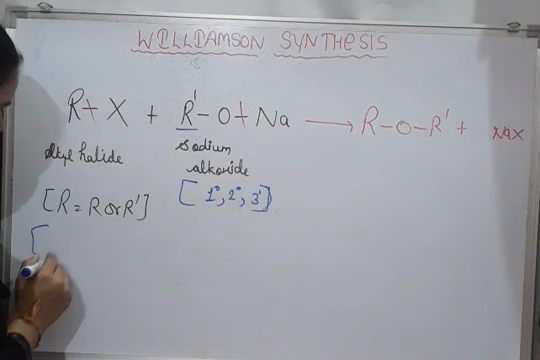 WILLIAMSON SYNTHESIS
R + X + R' - O + Na → R - O - R' + Nax
alkyl halide
sodium
alkoxide
[R = R or R'] [1°, 2°, 3°]
[